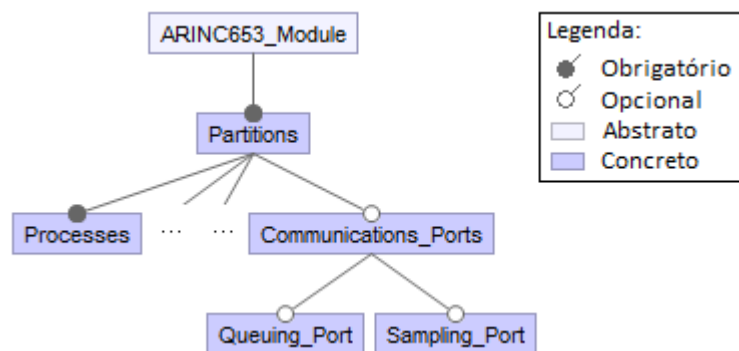 ARINC653_Module
Partitions
Processes
...
...
Communications_Ports
Queuing_Port
Sampling_Port
Legenda:
Obrigatório
Opcional
Abstrato
Concreto